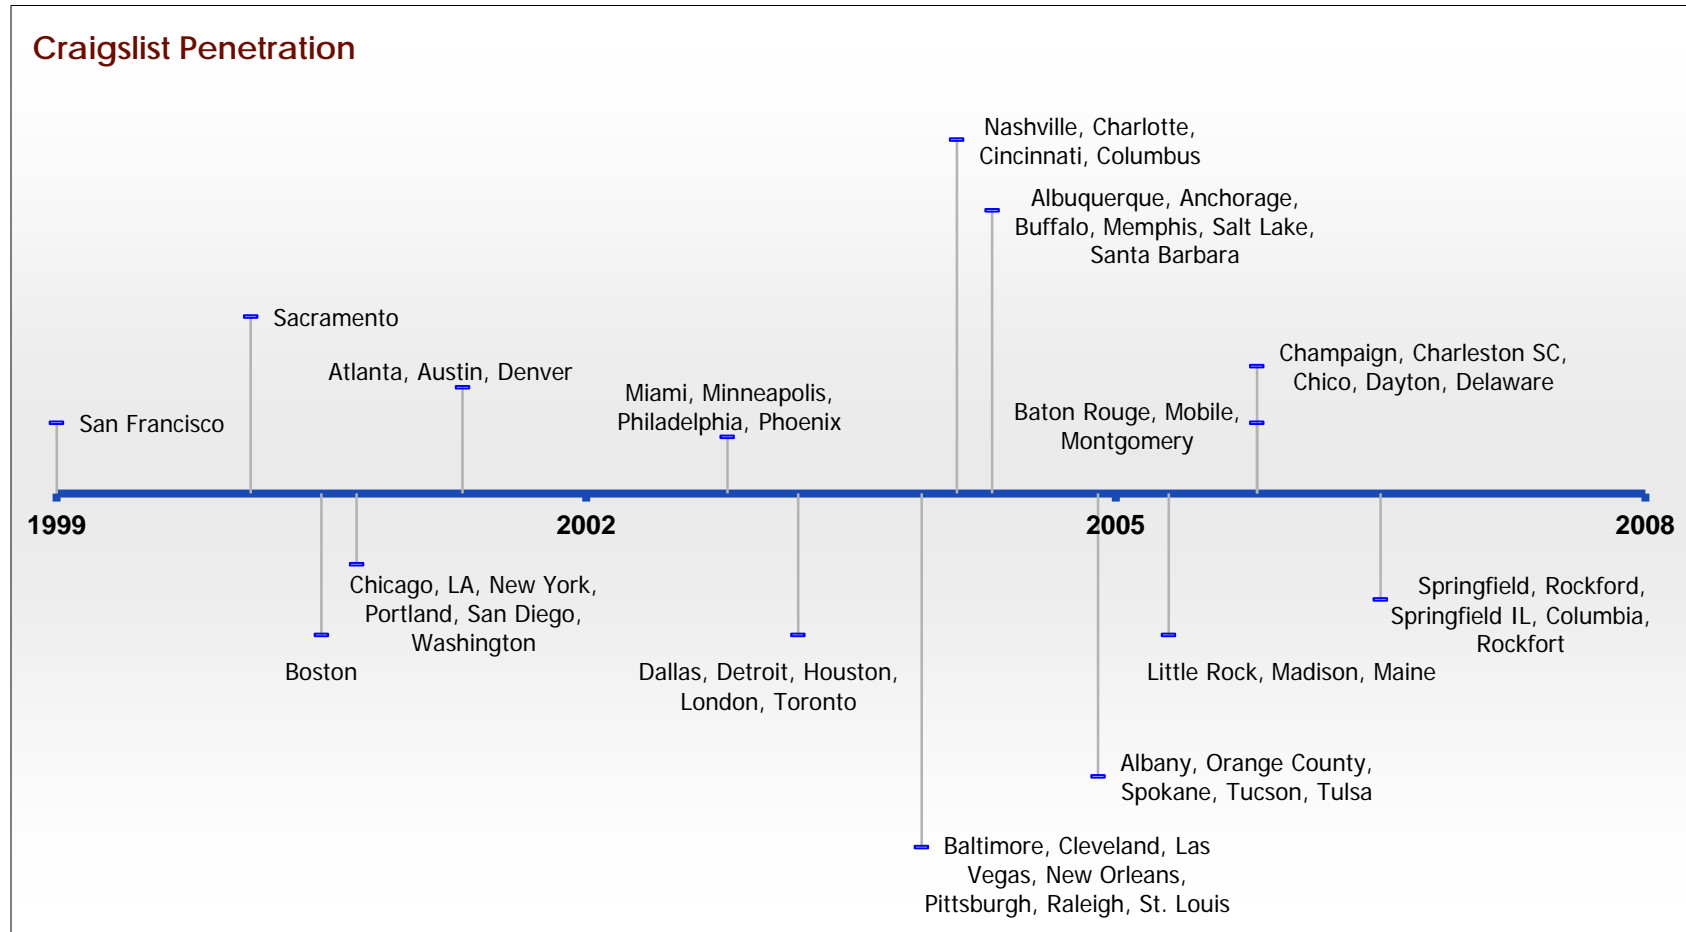 Craigslist Penetration
Nashville, Charlotte,
Cincinnati, Columbus
Albuquerque, Anchorage,
Buffalo, Memphis, Salt Lake,
Santa Barbara
Sacramento
Atlanta, Austin, Denver
Miami, Minneapolis,
Philadelphia, Phoenix
Champaign, Charleston SC,
Chico, Dayton, Delaware
San Francisco
Baton Rouge, Mobile,
Montgomery
1999
2002
2005
2008
Chicago, LA, New York,
Portland, San Diego,
Washington
Boston
Dallas, Detroit, Houston,
London, Toronto
Springfield, Rockford,
Springfield IL, Columbia,
Rockfort
Little Rock, Madison, Maine
Albany, Orange County,
Spokane, Tucson, Tulsa
Baltimore, Cleveland, Las
Vegas, New Orleans,
Pittsburgh, Raleigh, St. Louis